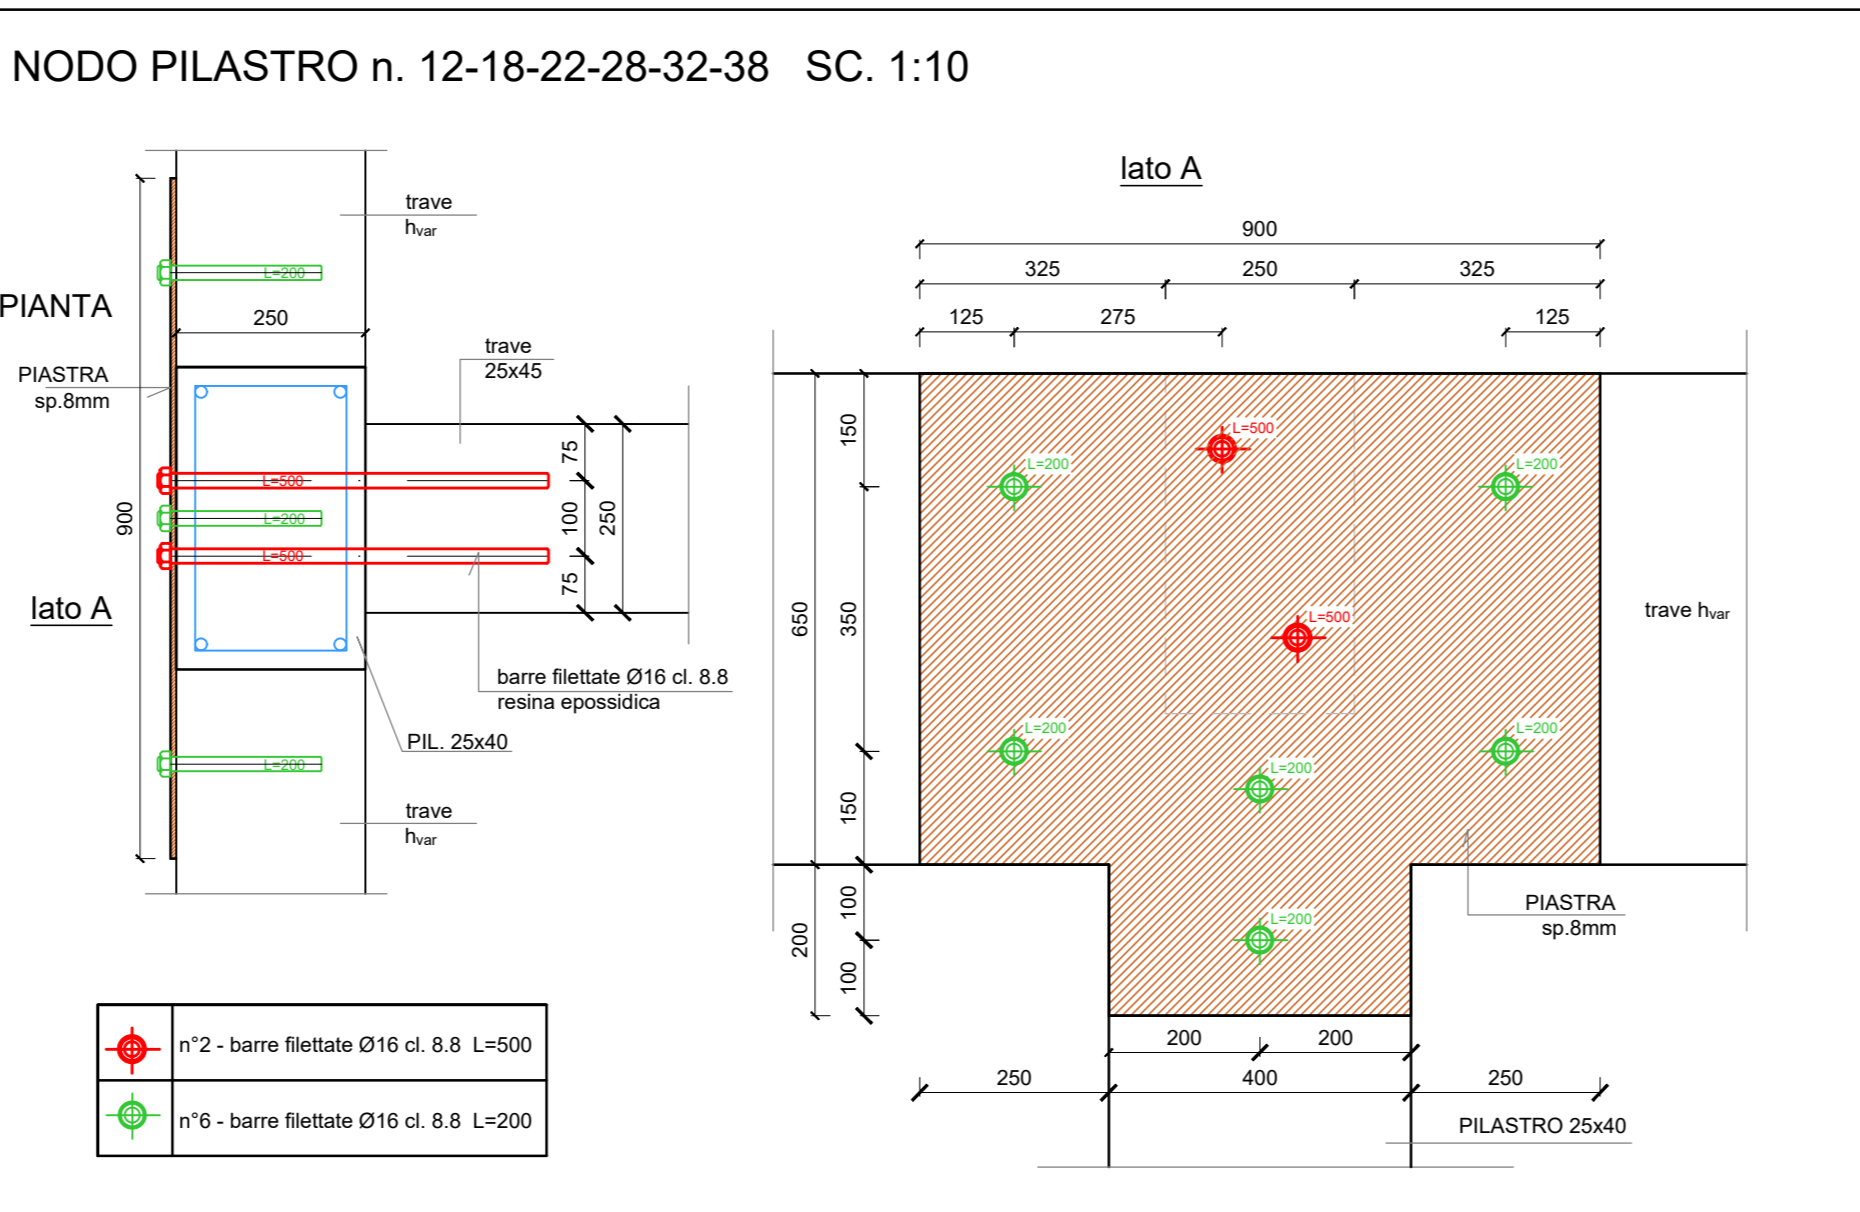 NODO PILASTRO n. 12-18-22-28-32-38   SC. 1:10
lato A
trave
hvar
900
L=200
325
250
325
PIANTA
250
125
275
125
trave
25x45
PIASTRA
sp.8mm
150
L=500
L=200
L=200
75
L=500
900
L=200
100
250
L=500
75
650
350
lato A
L=500
trave hvar
barre filettate Ø16 cl. 8.8
resina epossidica
PIL. 25x40
L=200
L=200
L=200
L=200
trave
hvar
150
PIASTRA
sp.8mm
100
L=200
200
100
n°2 - barre filettate Ø16 cl. 8.8  L=500
n°6 - barre filettate Ø16 cl. 8.8  L=200
200
200
250
400
250
PILASTRO 25x40